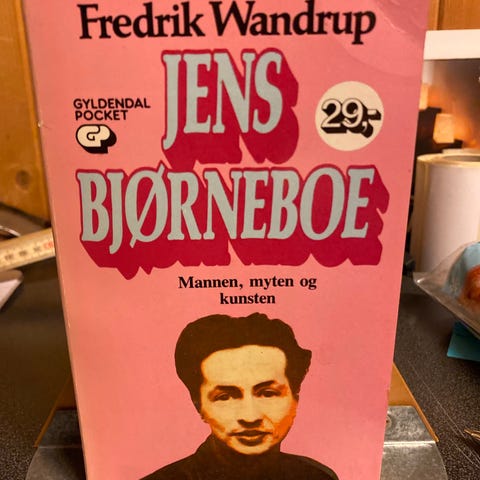 Fredrik Wandrup
JENS
GYLDENDAL
POCKET
29,-
BJØRNEBOE
Mannen, myten og
kunsten